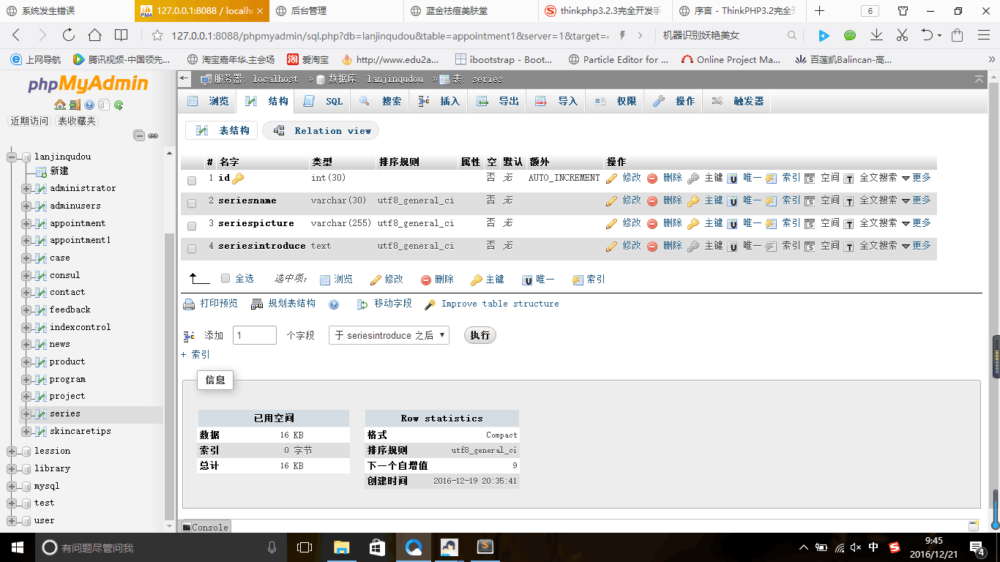 系统发生错误
127.0.0.1:8088 / localho
后台管理
蓝金祛痘美肤堂
thinkphp3.2.3完全开发手
序言 - ThinkPHP3.2完全开
6
127.0.0.1:8088/phpmyadmin/sql.php?db=lanjinqudou&table=appointment1&server=1&target=
机器识别妖艳美女
上网导航
腾讯视频-中国领先...
淘宝嘉年华.主会场
爱淘宝
http://www.edu2a...
ibootstrap - Boot...
Particle Editor for ...
Online Project Ma...
百莲凯Balincan-高...
phpMyAdmin
近期访问 表收藏夹
lanjinqudou
新建
administrator
adminusers
appointment
appointment1
case
consul
contact
feedback
indexcontrol
news
product
program
project
series
skincaretips
lession
library
mysql
test
user
服务器: localhost » 数据库: lanjinqudou » 表: series
浏览 结构 SQL 搜索 插入 导出 导入 权限 操作 触发器
表结构 Relation view
# 名字 类型 排序规则 属性 空 默认 额外 操作
1 id int(30) 否 无 AUTO_INCREMENT 修改 删除 主键 唯一 索引 空间 全文搜索 更多
2 seriesname varchar(30) utf8_general_ci 否 无 修改 删除 主键 唯一 索引 空间 全文搜索 更多
3 seriespicture varchar(255) utf8_general_ci 否 无 修改 删除 主键 唯一 索引 空间 全文搜索 更多
4 seriesintroduce text utf8_general_ci 否 无 修改 删除 主键 唯一 索引 空间 全文搜索 更多
全选 选中项: 浏览 修改 删除 主键 唯一 索引
打印预览 规划表结构 移动字段 Improve table structure
添加 1 个字段 于 seriesintroduce 之后 执行
+ 索引
信息
已用空间
数据 16 KB
索引 0 字节
总计 16 KB
Row statistics
格式 Compact
排序规则 utf8_general_ci
下一个自增值 9
创建时间 2016-12-19 20:35:41
Console
有问题尽管问我
中
9:45
2016/12/21
4